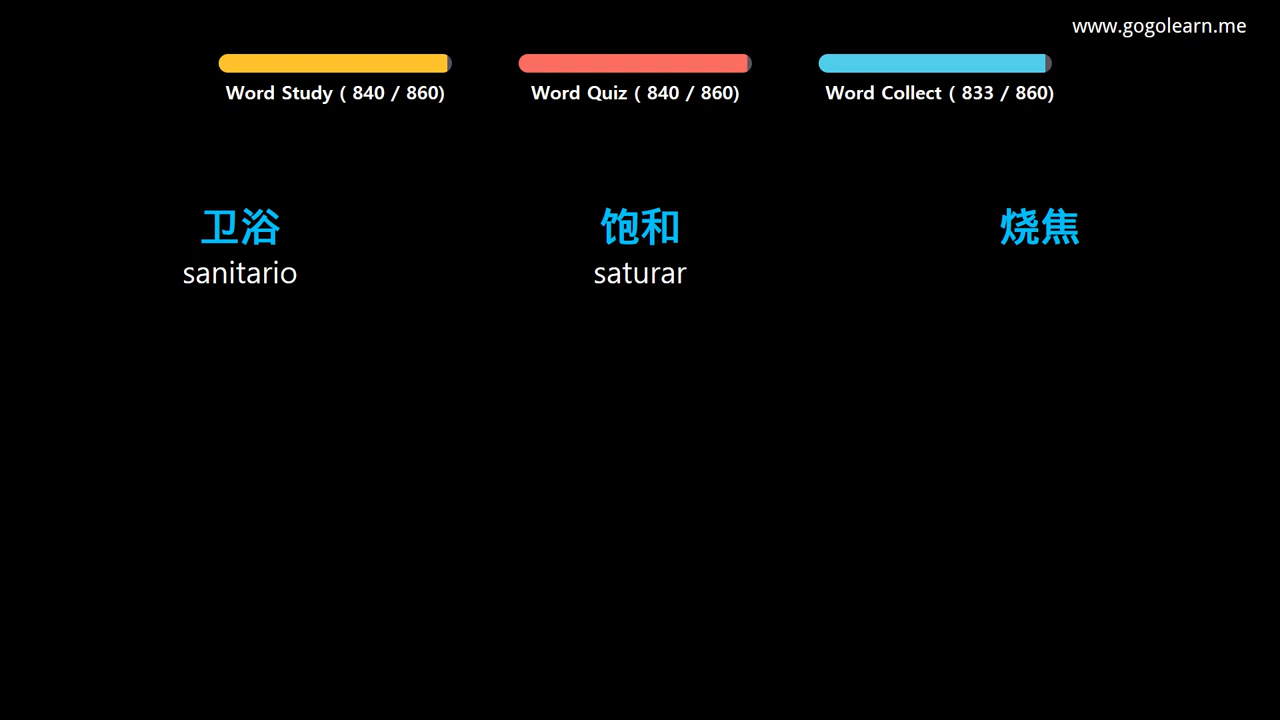 www.gogolearn.me
Word Study ( 840 / 860)
Word Quiz ( 840 / 860)
Word Collect ( 833 / 860)
卫浴
饱和
烧焦
sanitario
saturar